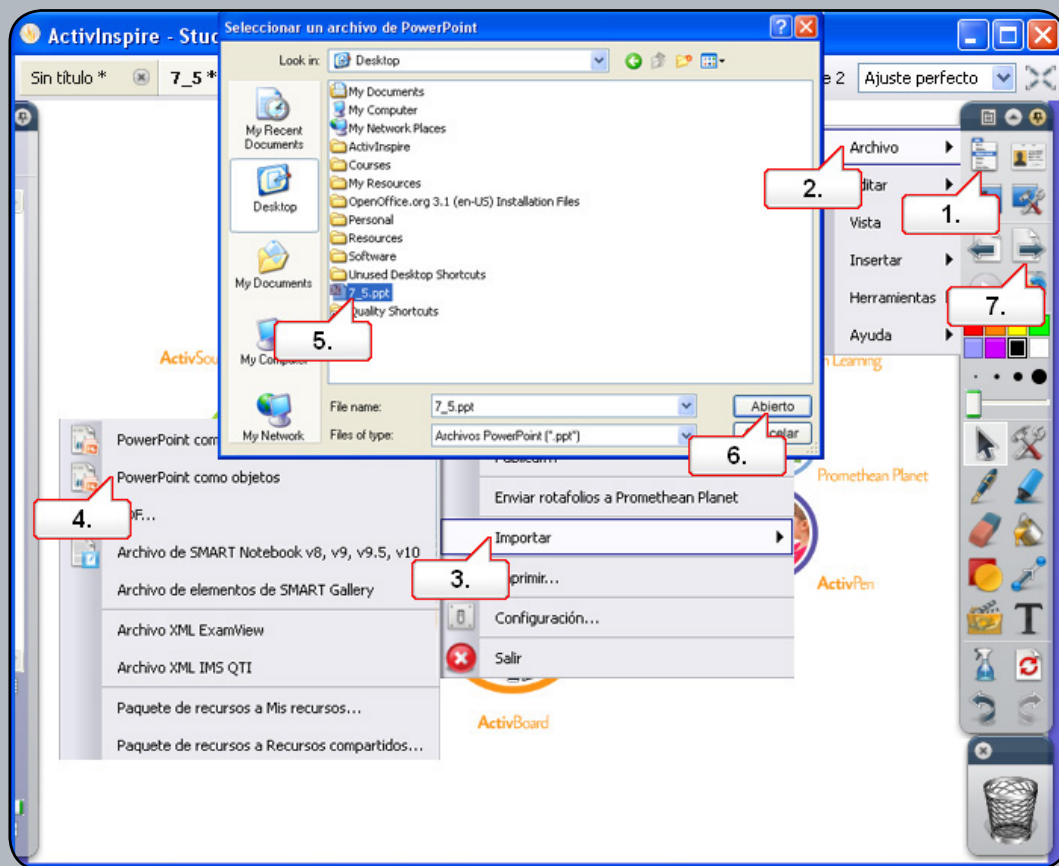 ActivInspire - Stud
Sin título *
7_5 *
e 2
Ajuste perfecto
Seleccionar un archivo de PowerPoint
Look in:
Desktop
My Recent
Documents
Desktop
My Documents
My Computer
My Network
My Documents
My Computer
My Network Places
ActivInspire
Courses
My Resources
OpenOffice.org 3.1 (en-US) Installation Files
Personal
Resources
Software
Unused Desktop Shortcuts
7_5.ppt
Quality Shortcuts
5.
File name:
7_5.ppt
Abierto
Files of type:
Archivos PowerPoint (*.ppt*)
6.
Archivo
2.
Editar
1.
Vista
Insertar
Herramientas
7.
Ayuda
ActivSou
n Learning
PowerPoint com
PowerPoint como objetos
4.
Archivo de SMART Notebook v8, v9, v9.5, v10
Archivo de elementos de SMART Gallery
Archivo XML ExamView
Archivo XML IMS QTI
Paquete de recursos a Mis recursos...
Paquete de recursos a Recursos compartidos...
Enviar rotafolios a Promethean Planet
Importar
3.
Imprimir...
Configuración...
Salir
Promethean Planet
ActivPen
ActivBoard
T